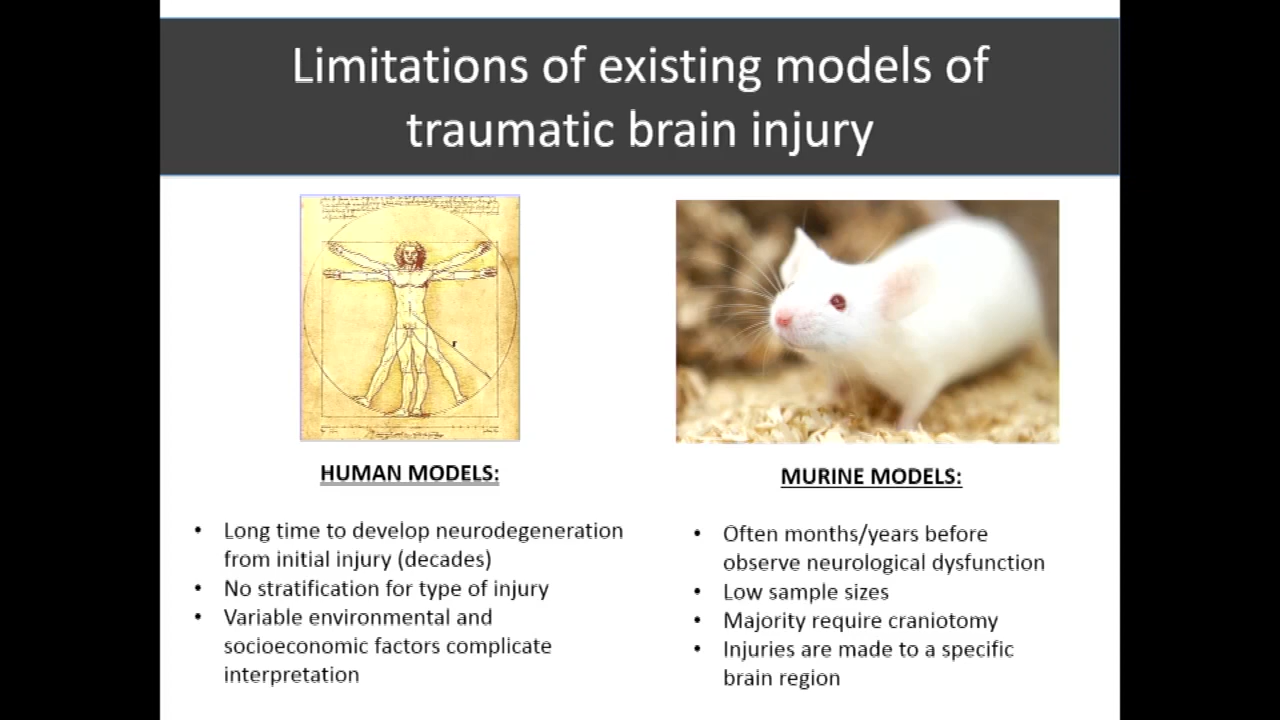 Limitations of existing models of
traumatic brain injury
r
HUMAN MODELS:
• Long time to develop neurodegeneration
from initial injury (decades)
• No stratification for type of injury
• Variable environmental and
socioeconomic factors complicate
interpretation
MURINE MODELS:
• Often months/years before
observe neurological dysfunction
• Low sample sizes
• Majority require craniotomy
• Injuries are made to a specific
brain region